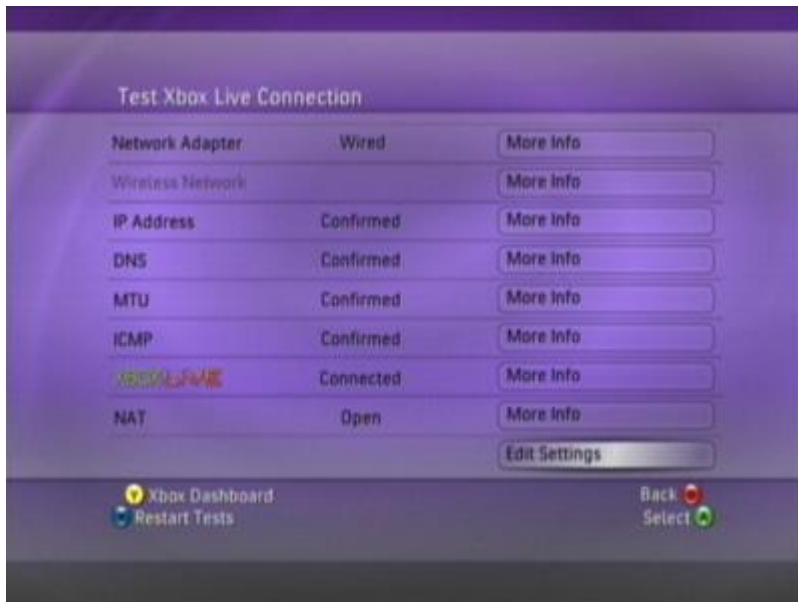 Test Xbox Live Connection
Network Adapter Wired More Info
Wireless Network More Info
IP Address Confirmed More Info
DNS Confirmed More Info
MTU Confirmed More Info
ICMP Confirmed More Info
XBOX LIVE Connected More Info
NAT Open More Info
Edit Settings
Y Xbox Dashboard Back
Restart Tests Select A